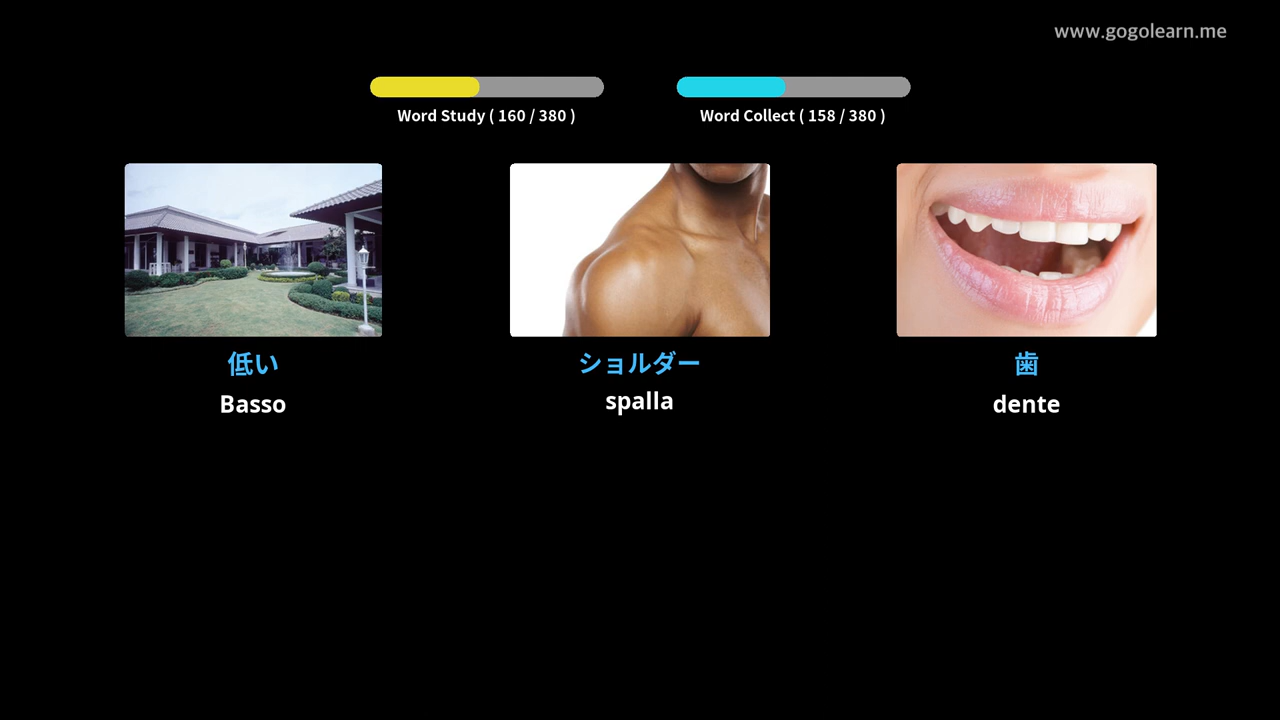 www.gogolearn.me
Word Study ( 160 / 380 )
Word Collect ( 158 / 380 )
低い
Basso
ショルダー
spalla
歯
dente